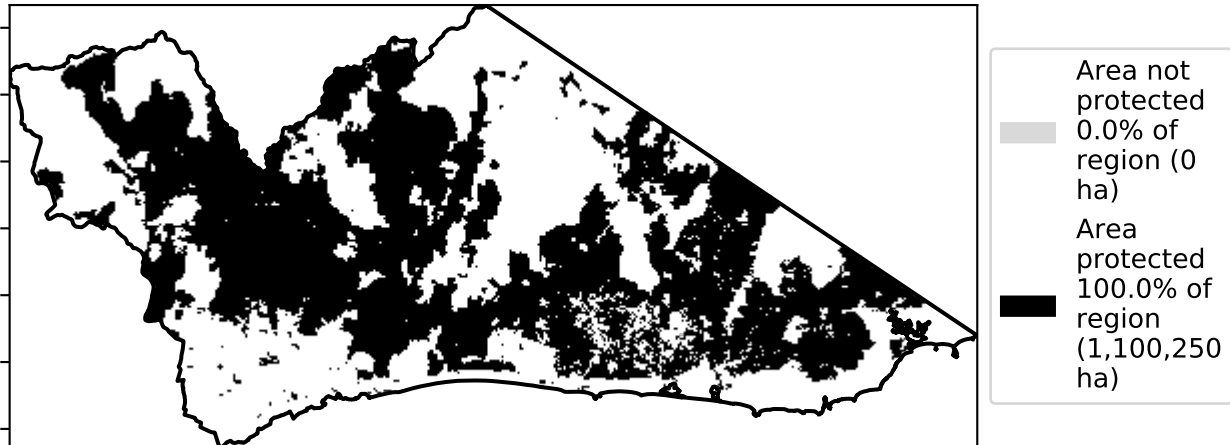 Area not
protected
0.0% of
region (0
ha)
Area
protected
100.0% of
region
(1,100,250
ha)